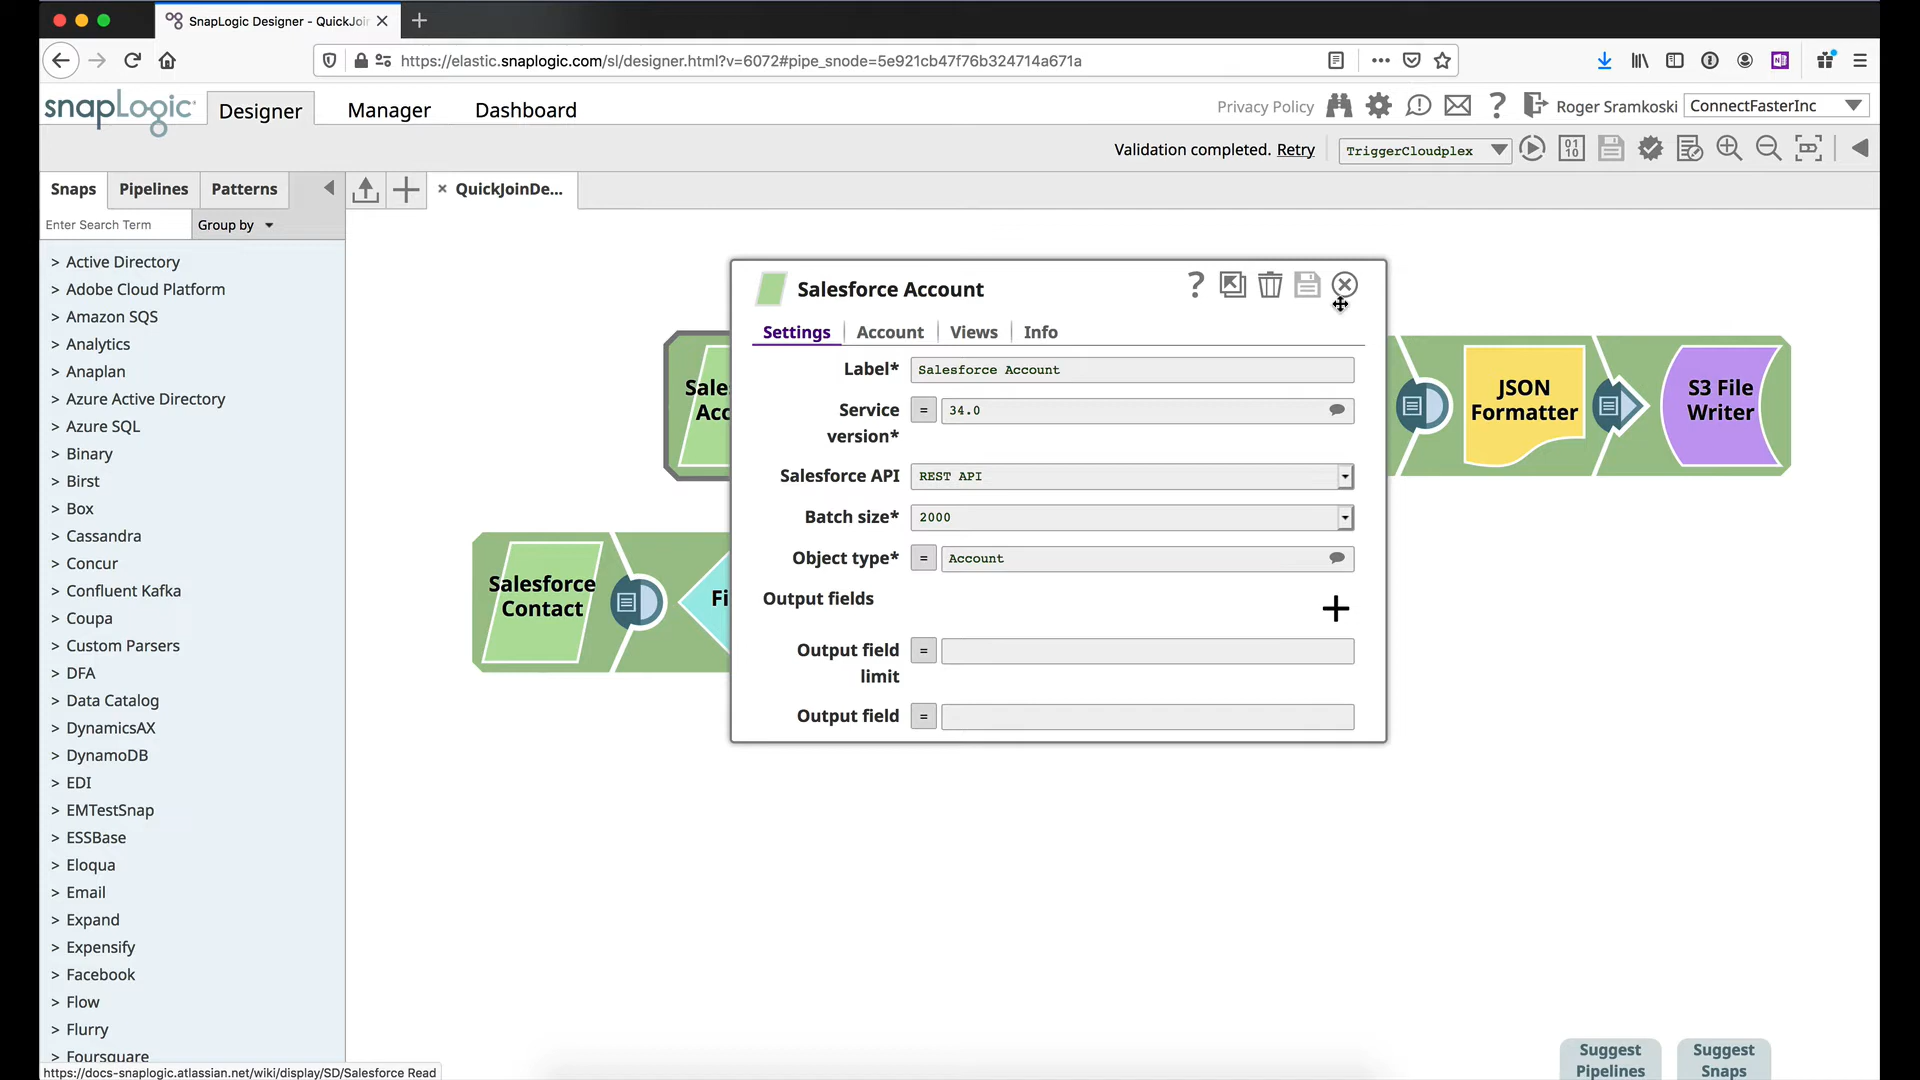 SnapLogic Designer - QuickJoi
https://elastic.snaplogic.com/sl/designer.html?v=6072#pipe_snode=5e921cb47f76b324714a671a
snapLogic
Designer
Manager
Dashboard
Privacy Policy
Roger Sramkoski
ConnectFasterInc
Validation completed. Retry
TriggerCloudplex
Snaps
Pipelines
Patterns
QuickJoinDe...
Enter Search Term
Group by
> Active Directory
> Adobe Cloud Platform
> Amazon SQS
> Analytics
> Anaplan
> Azure Active Directory
> Azure SQL
> Binary
> Birst
> Box
> Cassandra
> Concur
> Confluent Kafka
> Coupa
> Custom Parsers
> DFA
> Data Catalog
> DynamicsAX
> DynamoDB
> EDI
> EMTestSnap
> ESSBase
> Eloqua
> Email
> Expand
> Expensify
> Facebook
> Flow
> Flurry
> Foursquare
https://docs-snaplogic.atlassian.net/wiki/display/SD/Salesforce Read
Sale
Acc
Salesforce
Contact
Fi
Salesforce Account
Settings
Account
Views
Info
Label*
Salesforce Account
Service
version*
= 34.0
Salesforce API
REST API
Batch size*
2000
Object type*
= Account
Output fields
Output field
limit
=
Output field
=
JSON
Formatter
S3 File
Writer
Suggest
Pipelines
Suggest
Snaps